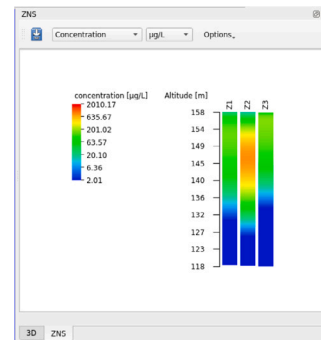 ZNS
Concentration µg/L Options
concentration [µg/L]
2010.17
635.67
201.02
63.57
20.10
6.36
2.01
Altitude [m]
Z1 Z2 Z3
158
154
149
145
140
136
132
127
123
118
3D ZNS